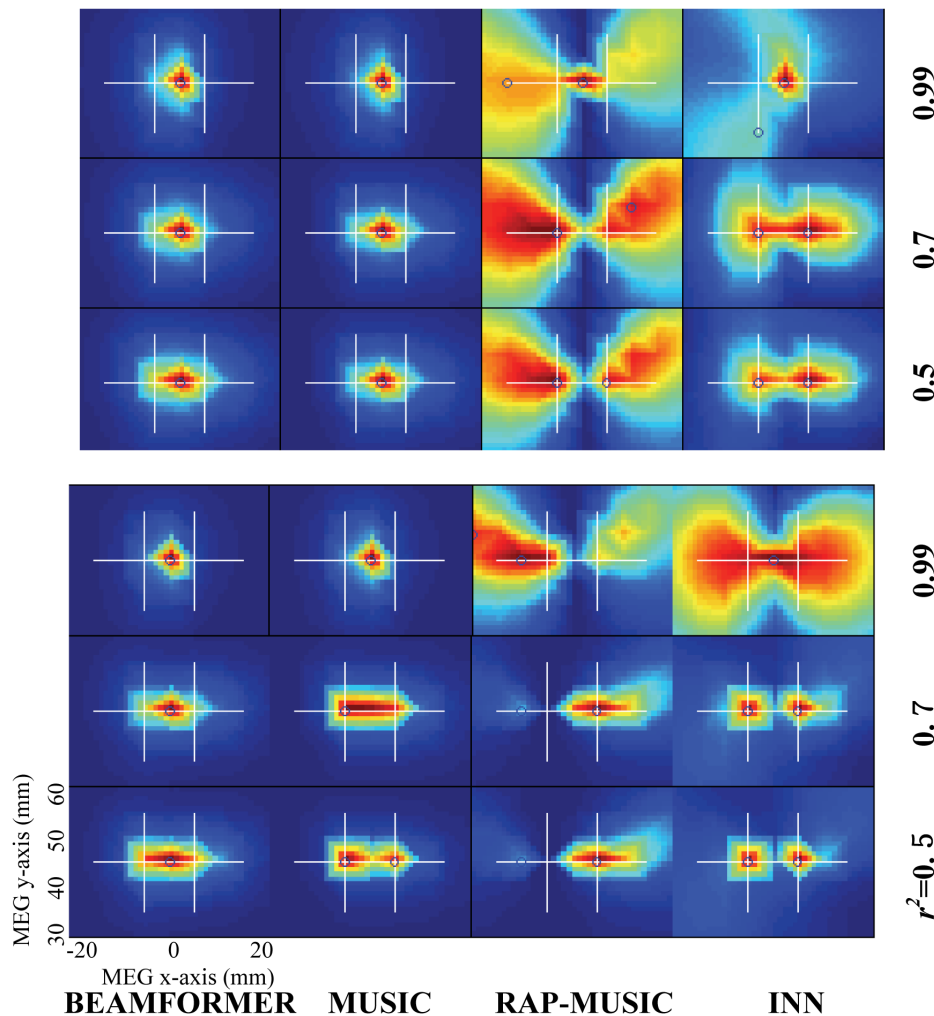 0.99
0.7
0.5
0.99
0.7
r²=0.5
60
50
40
30
MEG y-axis (mm)
-20 0 20
MEG x-axis (mm)
BEAMFORMER MUSIC RAP-MUSIC INN